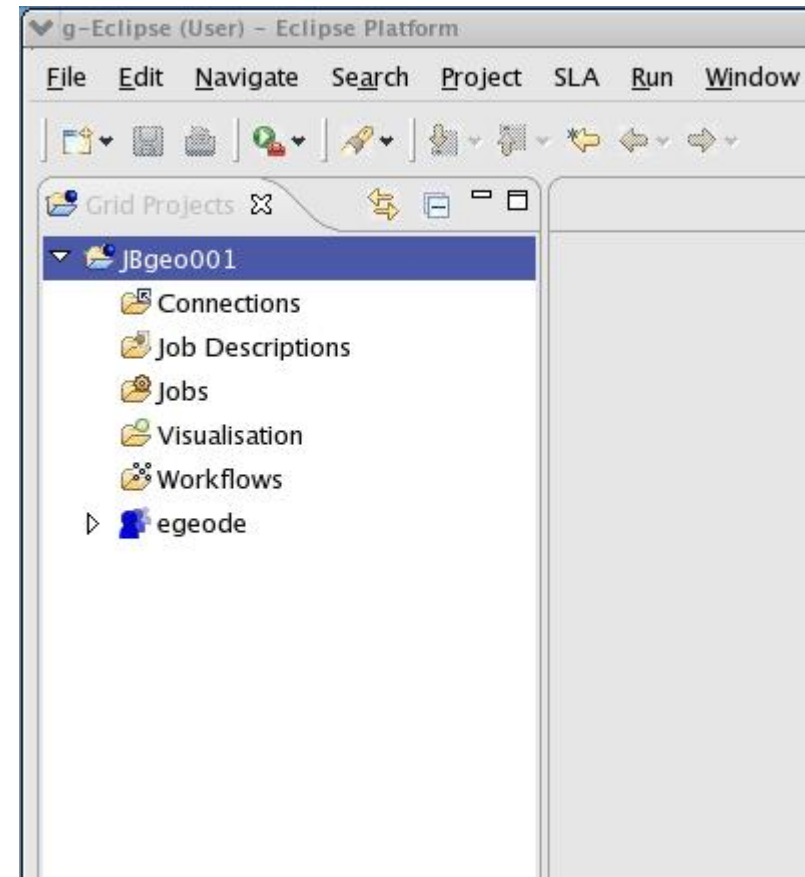 g-Eclipse (User) – Eclipse Platform
File Edit Navigate Search Project SLA Run Window
Grid Projects
JBgeo001
Connections
Job Descriptions
Jobs
Visualisation
Workflows
egeode